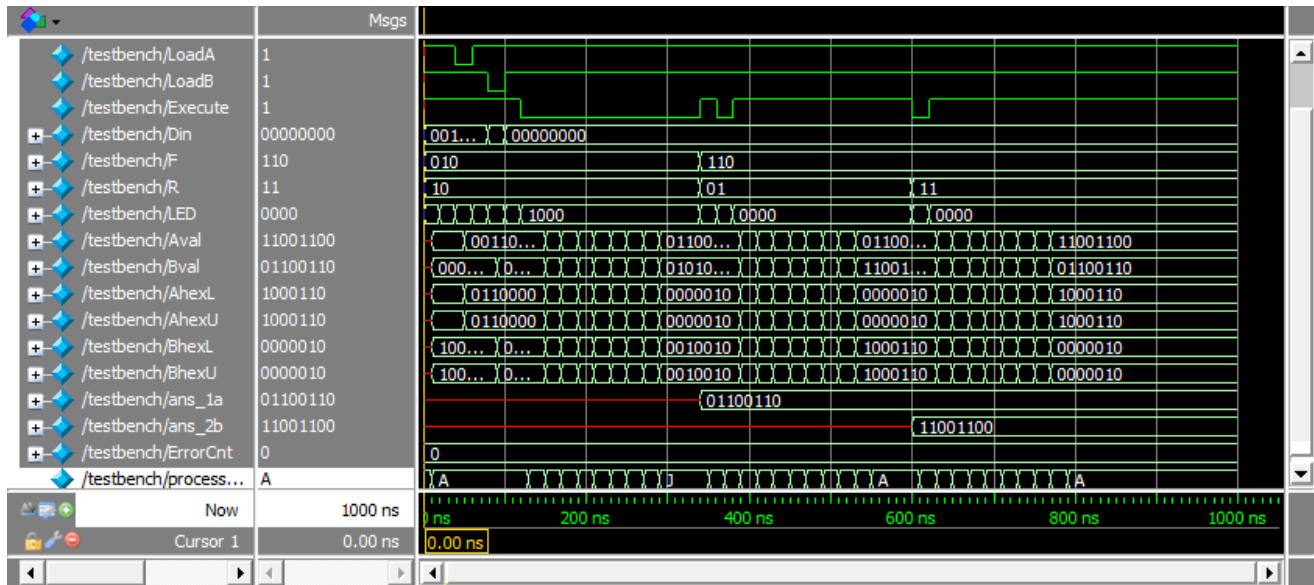 Msgs
/testbench/LoadA 1
/testbench/LoadB 1
/testbench/Execute 1
/testbench/Din 00000000 001... 00000000
/testbench/F 110 010 110
/testbench/R 11 10 01 11
/testbench/LED 0000 1000 0000 0000
/testbench/Aval 11001100 00110... 01100... 01100... 11001100
/testbench/Bval 01100110 000... 0... 01010... 11001... 01100110
/testbench/AhexL 1000110 0110000 0000010 0000010 1000110
/testbench/AhexU 1000110 0110000 0000010 0000010 1000110
/testbench/BhexL 0000010 100... 0... 0010010 1000110 0000010
/testbench/BhexU 0000010 100... 0... 0010010 1000110 0000010
/testbench/ans_1a 01100110 01100110
/testbench/ans_2b 11001100 11001100
/testbench/ErrorCnt 0 0
/testbench/process... A A J A A
Now 1000 ns ns 200 ns 400 ns 600 ns 800 ns 1000 ns
Cursor 1 0.00 ns 0.00 ns